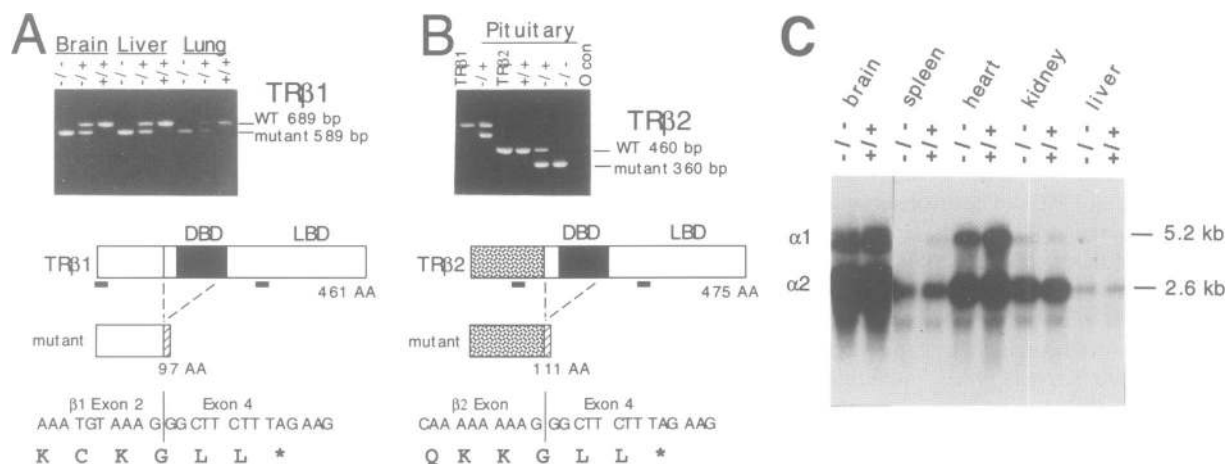 A
Brain Liver Lung
-/- -/+ +/+ -/- -/+ +/+ -/- -/+ +/+
TRβ1
WT 689 bp
mutant 589 bp
DBD LBD
TRβ1
461 AA
mutant
97 AA
β1 Exon 2 Exon 4
AAA TGT AAA G GG CTT CTT TAG AAG
K C K G L L *
B
Pituitary
TRβ1 -/+ TRβ2 +/+ -/+ -/- O con
TRβ2
WT 460 bp
mutant 360 bp
DBD LBD
TRβ2
475 AA
mutant
111 AA
β2 Exon Exon 4
CAA AAA AAA G GG CTT CTT TAG AAG
Q K K G L L *
C
brain spleen heart kidney liver
-/- +/+ -/- +/+ -/- +/+ -/- +/+ -/- +/+
α1 5.2 kb
α2 2.6 kb